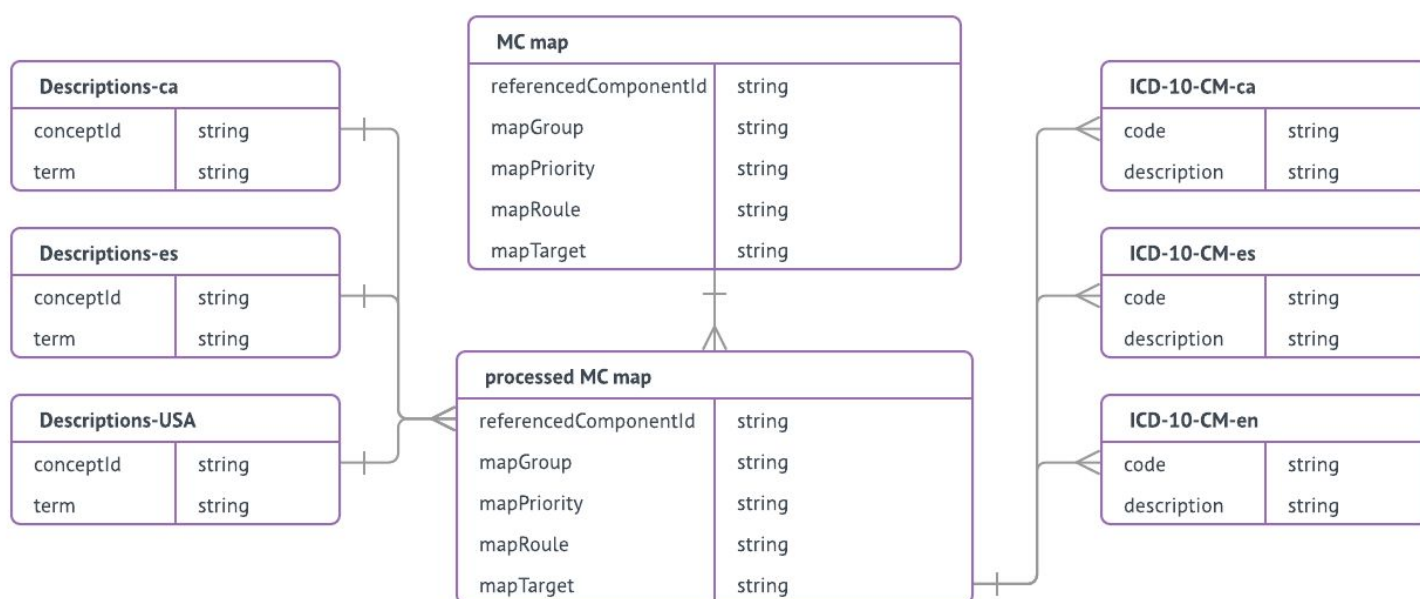 MC map
referencedComponentId string
mapGroup string
mapPriority string
mapRoule string
mapTarget string
Descriptions-ca
conceptId string
term string
Descriptions-es
conceptId string
term string
Descriptions-USA
conceptId string
term string
processed MC map
referencedComponentId string
mapGroup string
mapPriority string
mapRoule string
mapTarget string
ICD-10-CM-ca
code string
description string
ICD-10-CM-es
code string
description string
ICD-10-CM-en
code string
description string